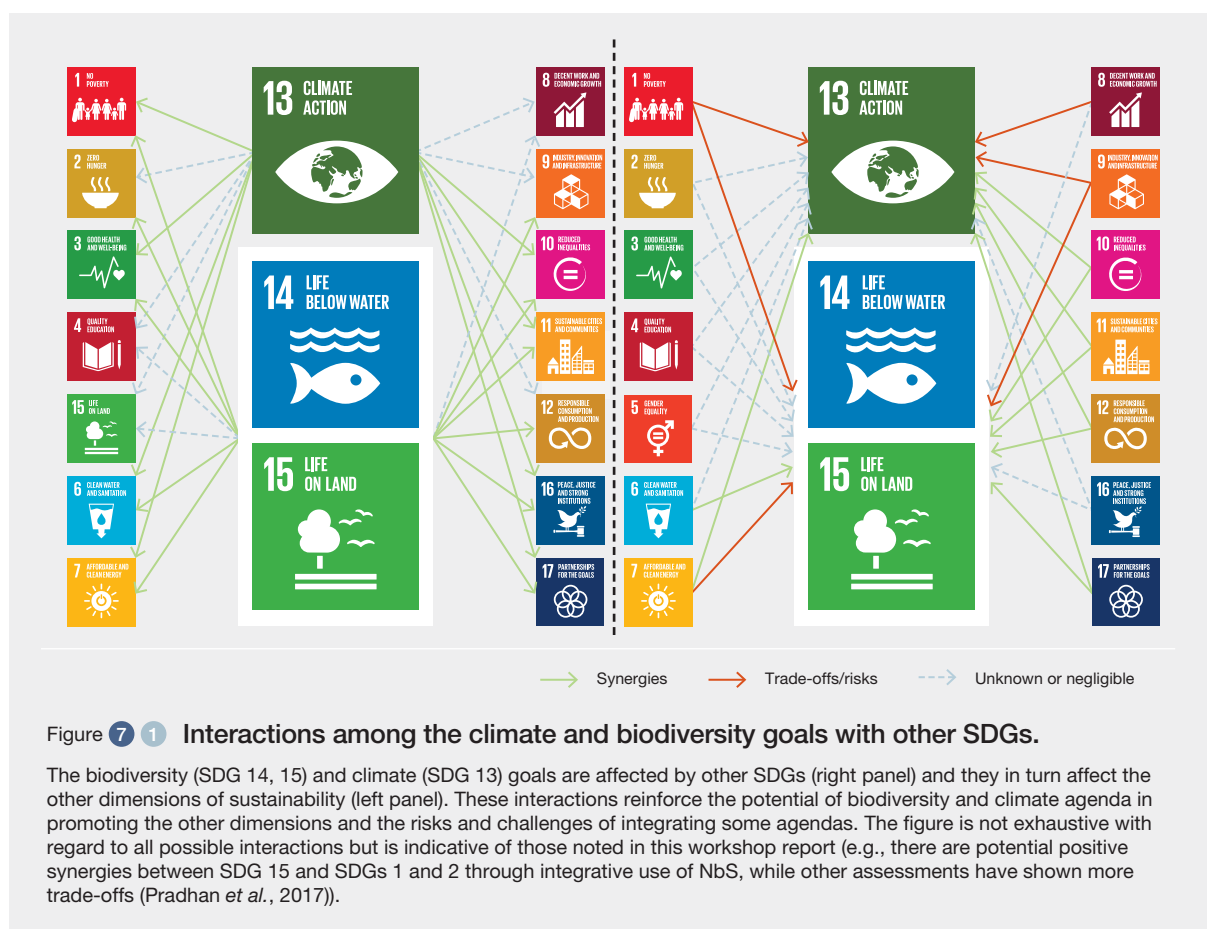 1 NO
POVERTY
2 ZERO
HUNGER
3 GOOD HEALTH
AND WELL-BEING
4 QUALITY
EDUCATION
15 LIFE
ON LAND
6 CLEAN WATER
AND SANITATION
7 AFFORDABLE AND
CLEAN ENERGY
13 CLIMATE
ACTION
14 LIFE
BELOW WATER
15 LIFE
ON LAND
8 DECENT WORK AND
ECONOMIC GROWTH
9 INDUSTRY, INNOVATION
AND INFRASTRUCTURE
10 REDUCED
INEQUALITIES
11 SUSTAINABLE CITIES
AND COMMUNITIES
12 RESPONSIBLE
CONSUMPTION
AND PRODUCTION
16 PEACE, JUSTICE
AND STRONG
INSTITUTIONS
17 PARTNERSHIPS
FOR THE GOALS
1 NO
POVERTY
2 ZERO
HUNGER
3 GOOD HEALTH
AND WELL-BEING
4 QUALITY
EDUCATION
5 GENDER
EQUALITY
6 CLEAN WATER
AND SANITATION
7 AFFORDABLE AND
CLEAN ENERGY
13 CLIMATE
ACTION
14 LIFE
BELOW WATER
15 LIFE
ON LAND
8 DECENT WORK AND
ECONOMIC GROWTH
9 INDUSTRY, INNOVATION
AND INFRASTRUCTURE
10 REDUCED
INEQUALITIES
11 SUSTAINABLE CITIES
AND COMMUNITIES
12 RESPONSIBLE
CONSUMPTION
AND PRODUCTION
16 PEACE, JUSTICE
AND STRONG
INSTITUTIONS
17 PARTNERSHIPS
FOR THE GOALS
Synergies Trade-offs/risks Unknown or negligible
Figure 7 1 Interactions among the climate and biodiversity goals with other SDGs.
The biodiversity (SDG 14, 15) and climate (SDG 13) goals are affected by other SDGs (right panel) and they in turn affect the
other dimensions of sustainability (left panel). These interactions reinforce the potential of biodiversity and climate agenda in
promoting the other dimensions and the risks and challenges of integrating some agendas. The figure is not exhaustive with
regard to all possible interactions but is indicative of those noted in this workshop report (e.g., there are potential positive
synergies between SDG 15 and SDGs 1 and 2 through integrative use of NbS, while other assessments have shown more
trade-offs (Pradhan et al., 2017)).